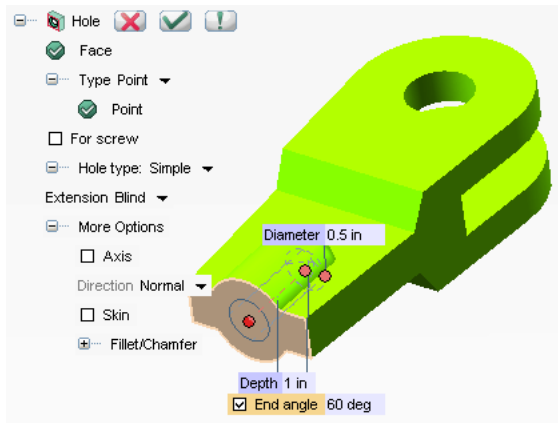 Hole
Face
Type Point
Point
For screw
Hole type: Simple
Extension Blind
More Options
Axis
Direction Normal
Skin
Fillet/Chamfer
Diameter 0.5 in
Depth 1 in
End angle 60 deg